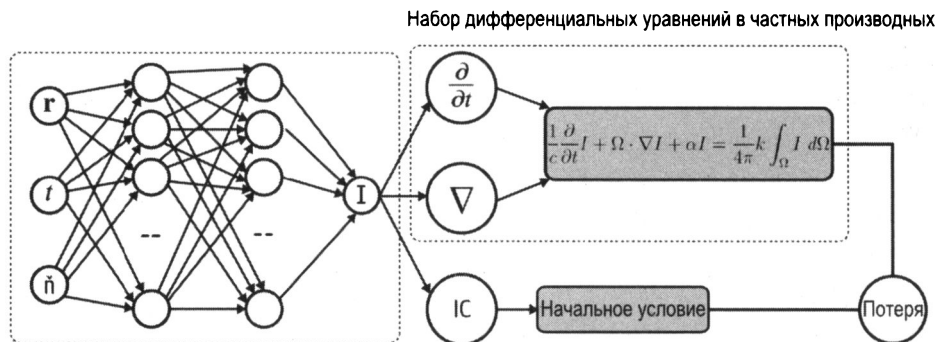 Набор дифференциальных уравнений в частных производных
r
t
ň
--
--
I
∂/∂t
∇
1/c ∂/∂t I + Ω · ∇I + αI = 1/4π k ∫_Ω I dΩ
IC
Начальное условие
Потеря